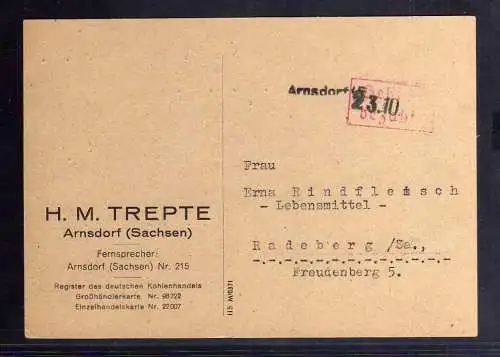 H. M. TREPTE
Arnsdorf (Sachsen)
Fernsprecher:
Arnsdorf (Sachsen) Nr. 215
Register des deutschen Kohlenhandels
Großhändlerkarte Nr. 98722
Einzelhandelskarte Nr. 22007
Arnsdorf
23.10.
Frau
Erna Rindfleisch
- Lebensmittel -
Radeberg /Sa.,
Freudenberg 5.